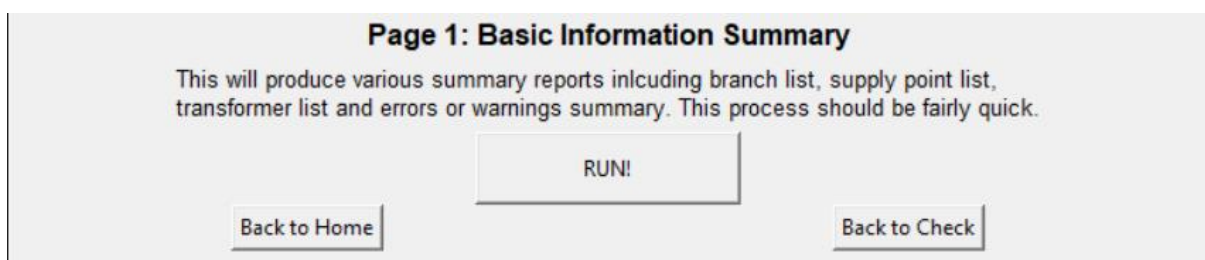 Page 1: Basic Information Summary
This will produce various summary reports inlcuding branch list, supply point list,
transformer list and errors or warnings summary. This process should be fairly quick.
RUN!
Back to Home
Back to Check